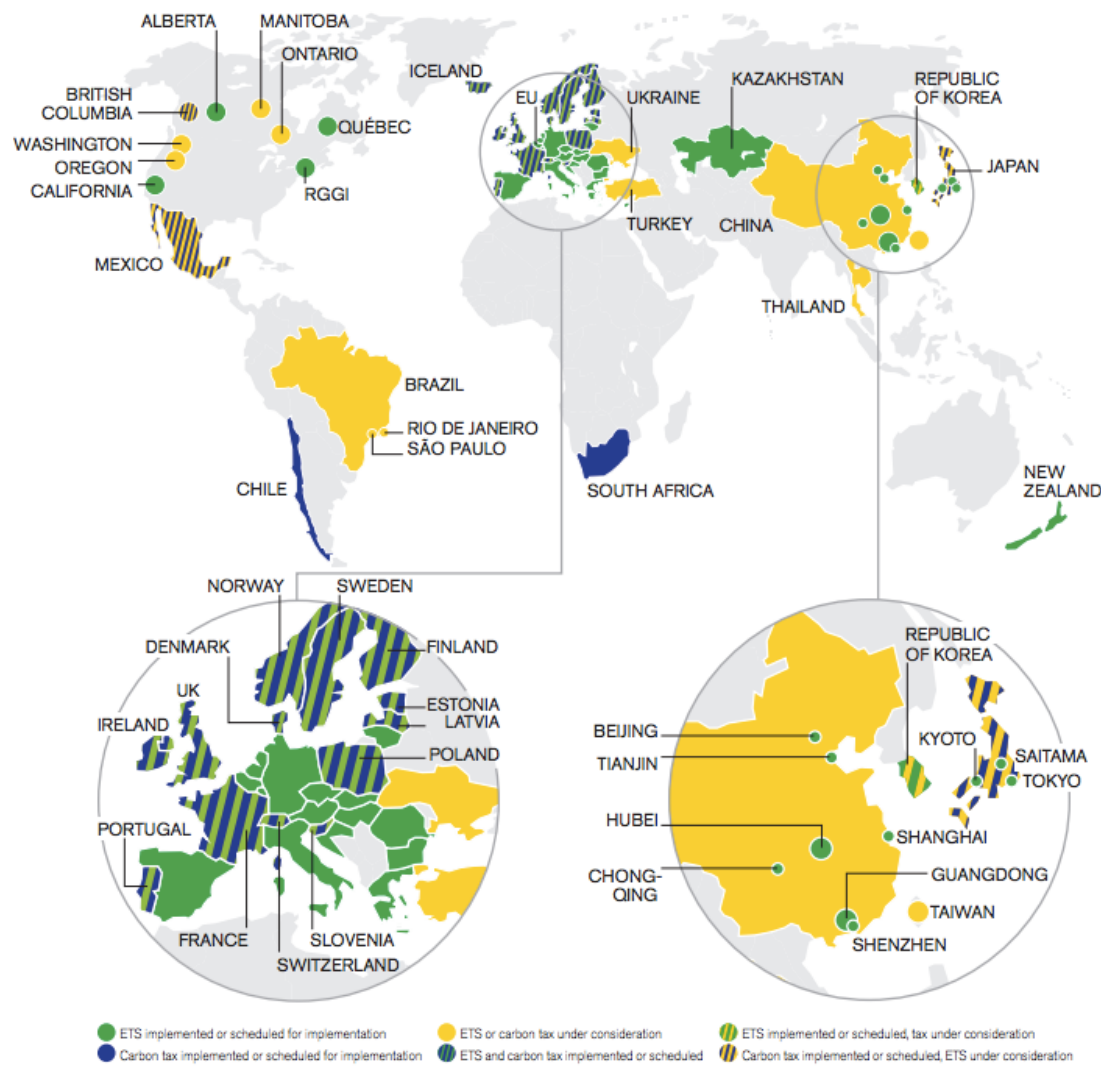 ALBERTA
MANITOBA
ONTARIO
BRITISH
COLUMBIA
WASHINGTON
OREGON
CALIFORNIA
QUÉBEC
RGGI
MEXICO
ICELAND
EU
UKRAINE
KAZAKHSTAN
REPUBLIC
OF KOREA
JAPAN
TURKEY
CHINA
THAILAND
BRAZIL
RIO DE JANEIRO
SÃO PAULO
CHILE
SOUTH AFRICA
NEW
ZEALAND
NORWAY
SWEDEN
DENMARK
FINLAND
UK
IRELAND
ESTONIA
LATVIA
POLAND
PORTUGAL
FRANCE
SLOVENIA
SWITZERLAND
REPUBLIC
OF KOREA
BEIJING
TIANJIN
KYOTO
SAITAMA
TOKYO
HUBEI
SHANGHAI
CHONG-
QING
GUANGDONG
TAIWAN
SHENZHEN
ETS implemented or scheduled for implementation
Carbon tax implemented or scheduled for implementation
ETS or carbon tax under consideration
ETS and carbon tax implemented or scheduled
ETS implemented or scheduled, tax under consideration
Carbon tax implemented or scheduled, ETS under consideration